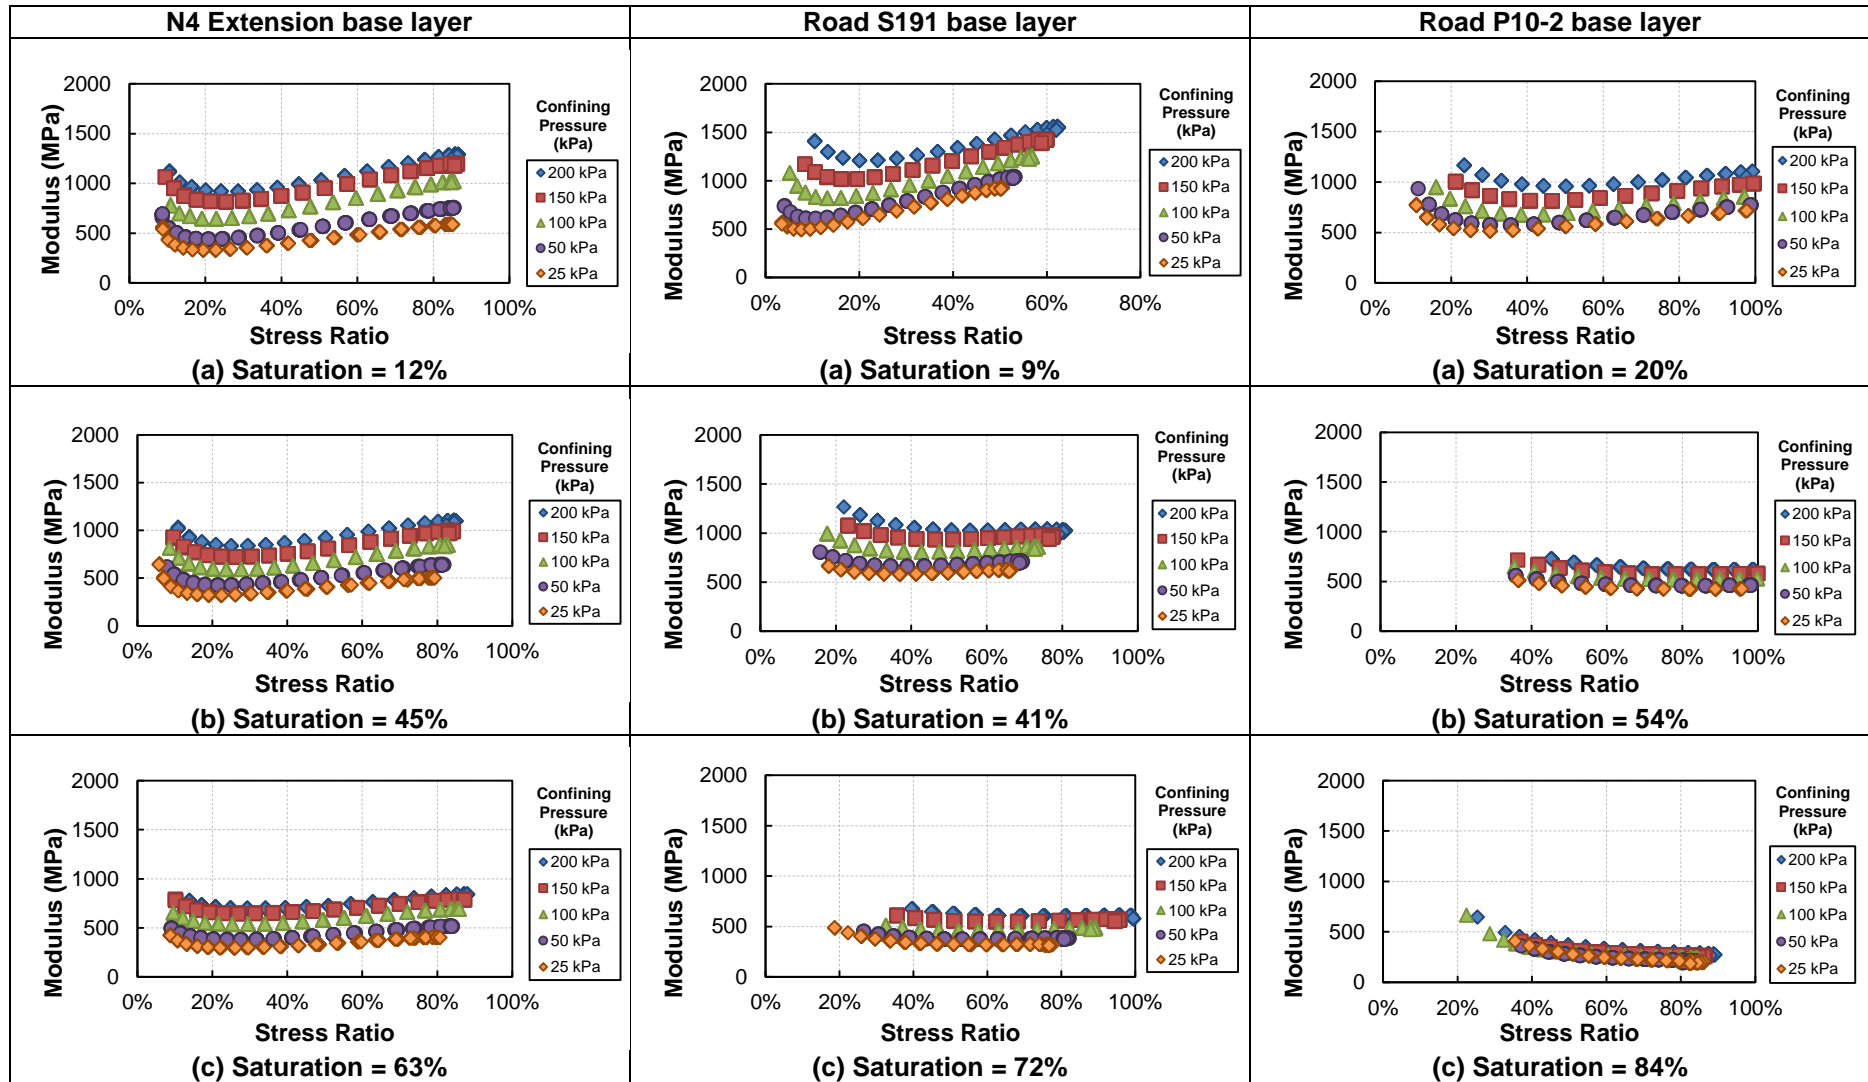 N4 Extension base layer
Road S191 base layer
Road P10-2 base layer
Modulus (MPa)
2000
1500
1000
500
0
0% 20% 40% 60% 80% 100%
Stress Ratio
Confining
Pressure
(kPa)
200 kPa
150 kPa
100 kPa
50 kPa
25 kPa
(a) Saturation = 12%
Modulus (MPa)
2000
1500
1000
500
0
0% 20% 40% 60% 80%
Stress Ratio
Confining
Pressure
(kPa)
200 kPa
150 kPa
100 kPa
50 kPa
25 kPa
(a) Saturation = 9%
Modulus (MPa)
2000
1500
1000
500
0
0% 20% 40% 60% 80% 100%
Stress Ratio
Confining
Pressure
(kPa)
200 kPa
150 kPa
100 kPa
50 kPa
25 kPa
(a) Saturation = 20%
Modulus (MPa)
2000
1500
1000
500
0
0% 20% 40% 60% 80% 100%
Stress Ratio
Confining
Pressure
(kPa)
200 kPa
150 kPa
100 kPa
50 kPa
25 kPa
(b) Saturation = 45%
Modulus (MPa)
2000
1500
1000
500
0
0% 20% 40% 60% 80% 100%
Stress Ratio
Confining
Pressure
(kPa)
200 kPa
150 kPa
100 kPa
50 kPa
25 kPa
(b) Saturation = 41%
Modulus (MPa)
2000
1500
1000
500
0
0% 20% 40% 60% 80% 100%
Stress Ratio
Confining
Pressure
(kPa)
200 kPa
150 kPa
100 kPa
50 kPa
25 kPa
(b) Saturation = 54%
Modulus (MPa)
2000
1500
1000
500
0
0% 20% 40% 60% 80% 100%
Stress Ratio
Confining
Pressure
(kPa)
200 kPa
150 kPa
100 kPa
50 kPa
25 kPa
(c) Saturation = 63%
Modulus (MPa)
2000
1500
1000
500
0
0% 20% 40% 60% 80% 100%
Stress Ratio
Confining
Pressure
(kPa)
200 kPa
150 kPa
100 kPa
50 kPa
25 kPa
(c) Saturation = 72%
Modulus (MPa)
2000
1500
1000
500
0
0% 20% 40% 60% 80% 100%
Stress Ratio
Confining
Pressure
(kPa)
200 kPa
150 kPa
100 kPa
50 kPa
25 kPa
(c) Saturation = 84%